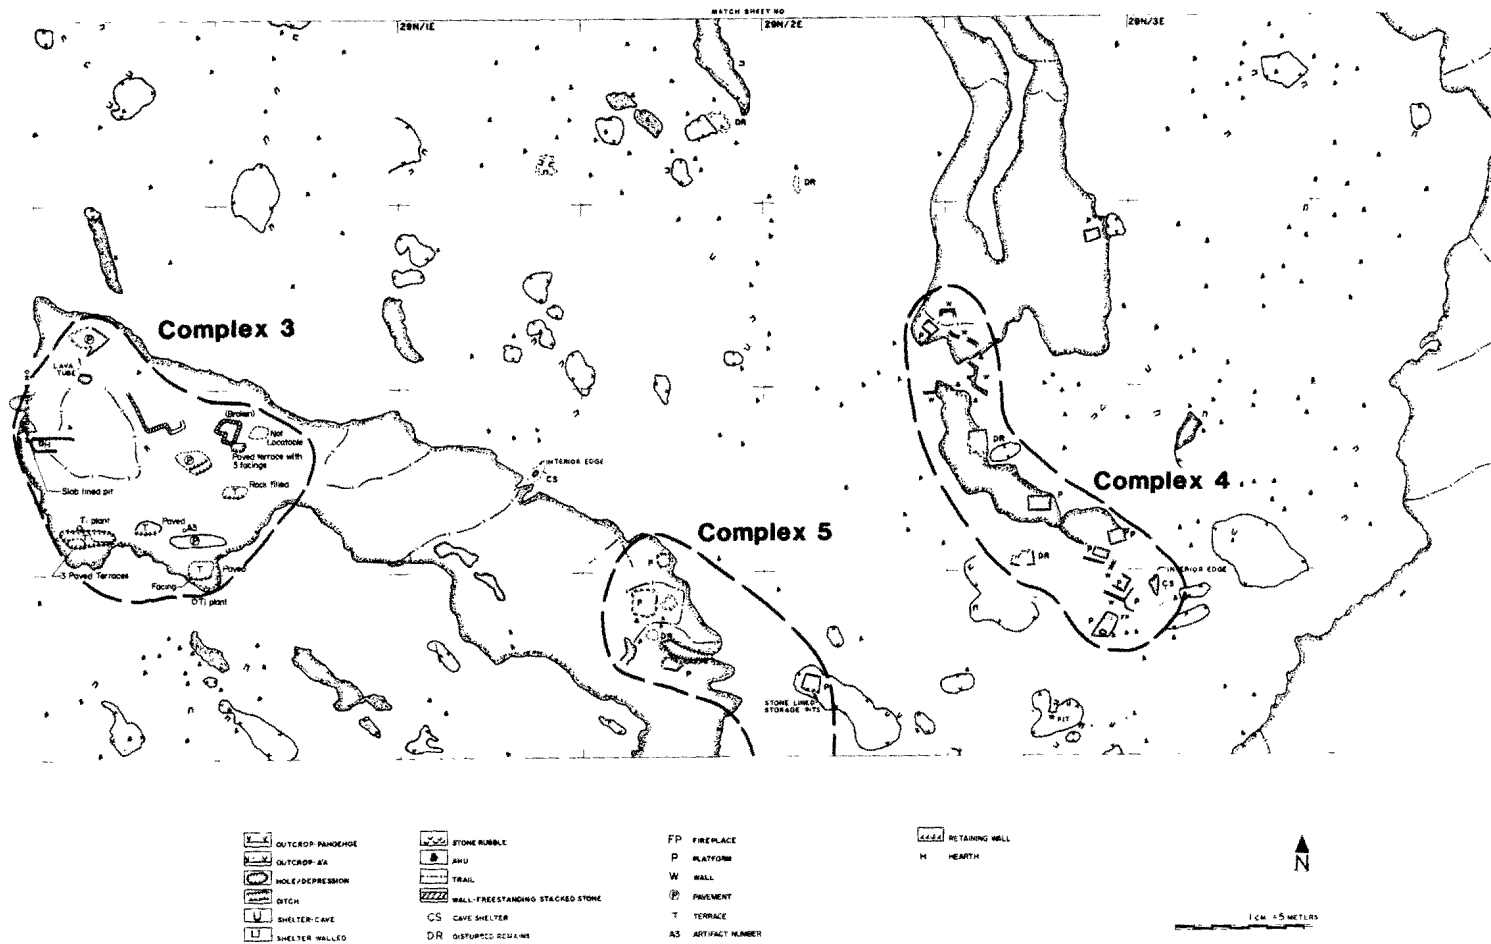 MATCH SHEET NO
29N/1E
29N/2E
29N/3E
DR
DR
Complex 3
P
LAVA
TUBE
(Broken)
Not
Locatable
Paved terrace with
3 facings
P
Slab lined pit
T
Rock filled
Ti plant
T
Paved
A3
P
3 Paved Terraces
T
Paved
Facing
OTi plant
INTERIOR EDGE
CS
Complex 5
P
P
DR
P
P
STONE LINED
STORAGE PITS
P
W
P
W
W
W
DR
Complex 4
P
P
P
DR
W
P
INTERIOR EDGE
CS
W
P
FP
P
PIT
OUTCROP-PAHOEHOE
OUTCROP-A'A
HOLE/DEPRESSION
DITCH
SHELTER-CAVE
SHELTER WALLED
STONE RUBBLE
AHU
TRAIL
WALL-FREESTANDING STACKED STONE
CS CAVE SHELTER
DR DISTURBED REMAINS
FP FIREPLACE
P PLATFORM
W WALL
P PAVEMENT
T TERRACE
A3 ARTIFACT NUMBER
RETAINING WALL
H HEARTH
N
1 CM = 5 METERS